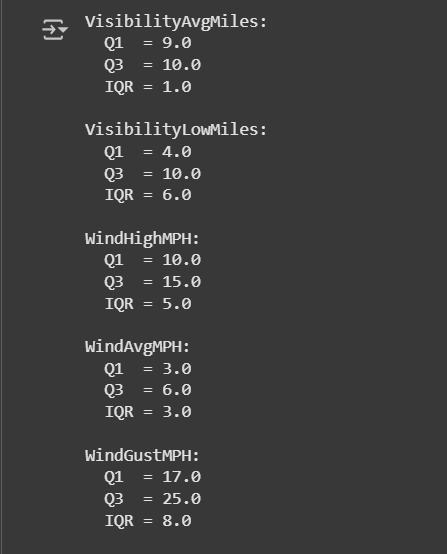 VisibilityAvgMiles:
Q1 = 9.0
Q3 = 10.0
IQR = 1.0
VisibilityLowMiles:
Q1 = 4.0
Q3 = 10.0
IQR = 6.0
WindHighMPH:
Q1 = 10.0
Q3 = 15.0
IQR = 5.0
WindAvgMPH:
Q1 = 3.0
Q3 = 6.0
IQR = 3.0
WindGustMPH:
Q1 = 17.0
Q3 = 25.0
IQR = 8.0